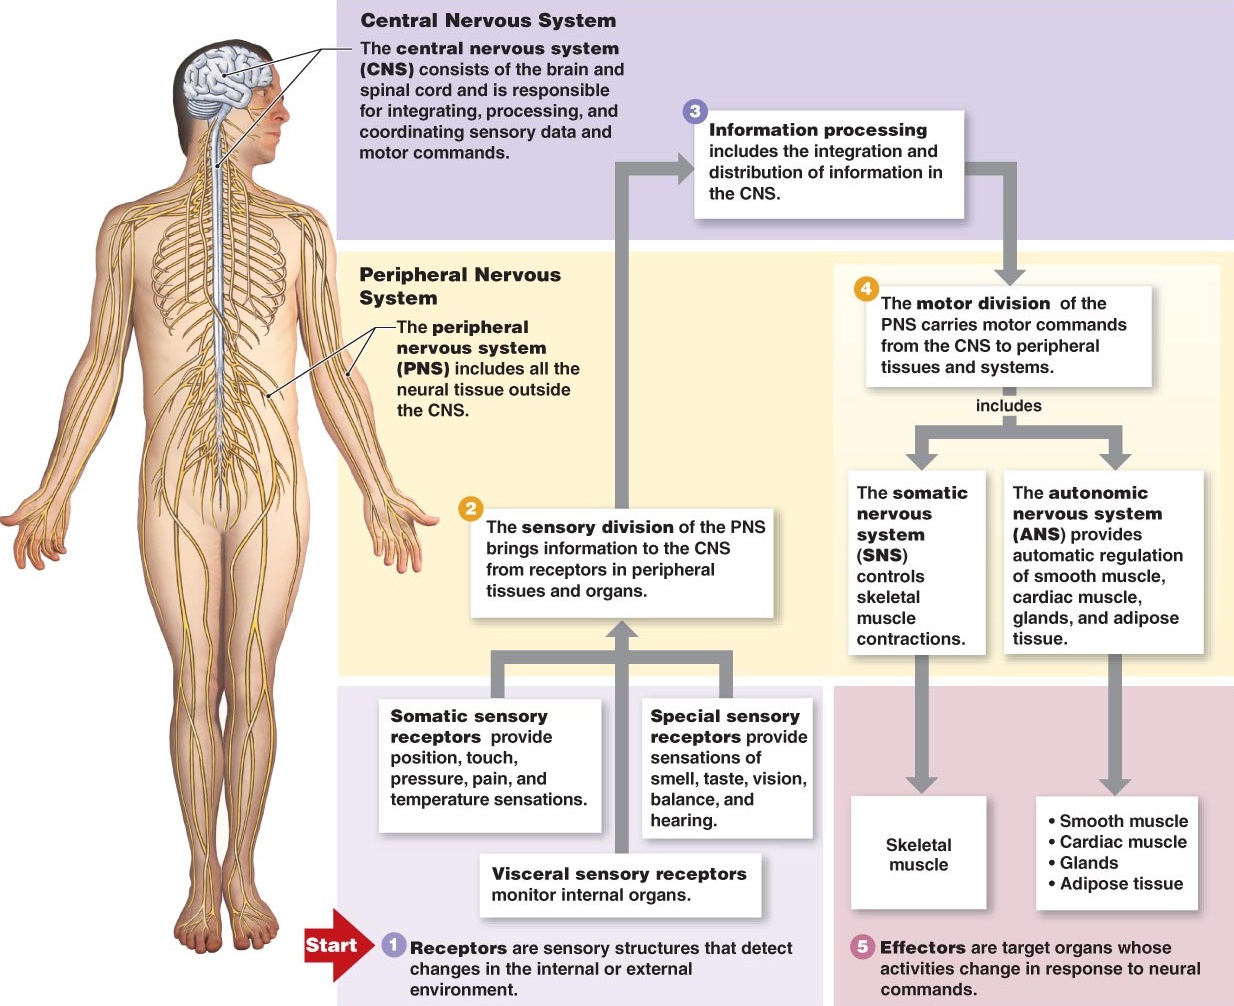 Central Nervous System
The central nervous system
(CNS) consists of the brain and
spinal cord and is responsible
for integrating, processing, and
coordinating sensory data and
motor commands.
3
Information processing
includes the integration and
distribution of information in
the CNS.
Peripheral Nervous
System
The peripheral
nervous system
(PNS) includes all the
neural tissue outside
the CNS.
4
The motor division of the
PNS carries motor commands
from the CNS to peripheral
tissues and systems.
includes
2
The sensory division of the PNS
brings information to the CNS
from receptors in peripheral
tissues and organs.
The somatic
nervous
system
(SNS)
controls
skeletal
muscle
contractions.
The autonomic
nervous system
(ANS) provides
automatic regulation
of smooth muscle,
cardiac muscle,
glands, and adipose
tissue.
Somatic sensory
receptors provide
position, touch,
pressure, pain, and
temperature sensations.
Special sensory
receptors provide
sensations of
smell, taste, vision,
balance, and
hearing.
Visceral sensory receptors
monitor internal organs.
Skeletal
muscle
• Smooth muscle
• Cardiac muscle
• Glands
• Adipose tissue
Start
1
Receptors are sensory structures that detect
changes in the internal or external
environment.
5
Effectors are target organs whose
activities change in response to neural
commands.